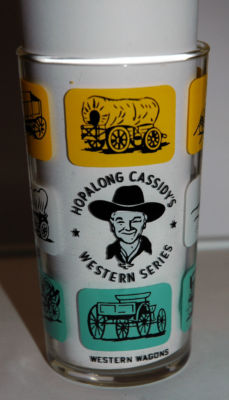 HOPALONG CASSIDY'S
WESTERN SERIES
WESTERN WAGONS